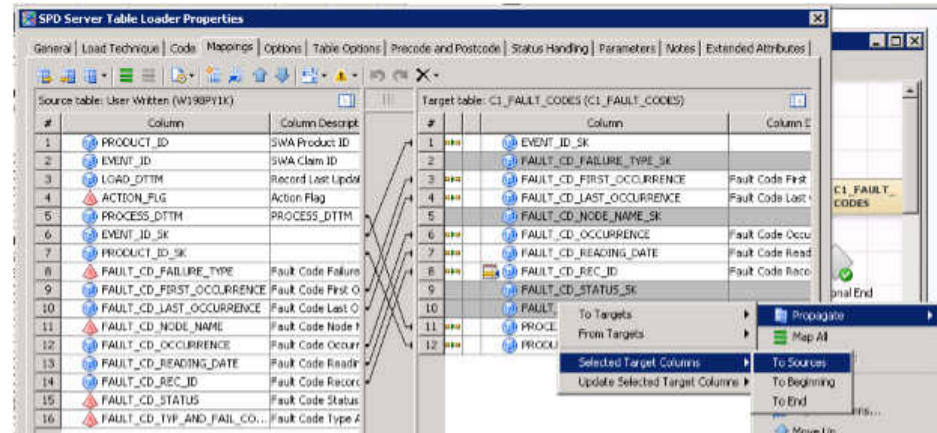 SPD Server Table Loader Properties
General | Load Technique | Code | Mappings | Options | Table Options | Precode and Postcode | Status Handling | Parameters | Notes | Extended Attributes
Source table: User Written (W19BPY1K)
# Column Column Descript
1 PRODUCT_ID SWA Product ID
2 EVENT_ID SWA Claim ID
3 LOAD_DTTM Record Last Updat
4 ACTION_FLG Action Flag
5 PROCESS_DTTM PROCESS_DTTM
6 EVENT_ID_SK
7 PRODUCT_ID_SK
8 FAULT_CD_FAILURE_TYPE Fault Code Failure
9 FAULT_CD_FIRST_OCCURRENCE Fault Code First O
10 FAULT_CD_LAST_OCCURRENCE Fault Code Last O
11 FAULT_CD_NODE_NAME Fault Code Node N
12 FAULT_CD_OCCURRENCE Fault Code Occurr
13 FAULT_CD_READING_DATE Fault Code Readin
14 FAULT_CD_REC_ID Fault Code Record
15 FAULT_CD_STATUS Fault Code Status
16 FAULT_CD_TYP_AND_FAIL_CO... Fault Code Type A
Target table: C1_FAULT_CODES (C1_FAULT_CODES)
# Column Column D
1 EVENT_ID_SK
2 FAULT_CD_FAILURE_TYPE_SK
3 FAULT_CD_FIRST_OCCURRENCE Fault Code First
4 FAULT_CD_LAST_OCCURRENCE Fault Code Last
5 FAULT_CD_NODE_NAME_SK
6 FAULT_CD_OCCURRENCE Fault Code Occu
7 FAULT_CD_READING_DATE Fault Code Read
8 FAULT_CD_REC_ID Fault Code Reco
9 FAULT_CD_STATUS_SK
10 FAULT_
11 PROCE
12 PRODU
To Targets
From Targets
Selected Target Columns
Update Selected Target Columns
Propagate
Map All
To Sources
To Beginning
To End
Move Up
C1_FAULT_
CODES
onal End